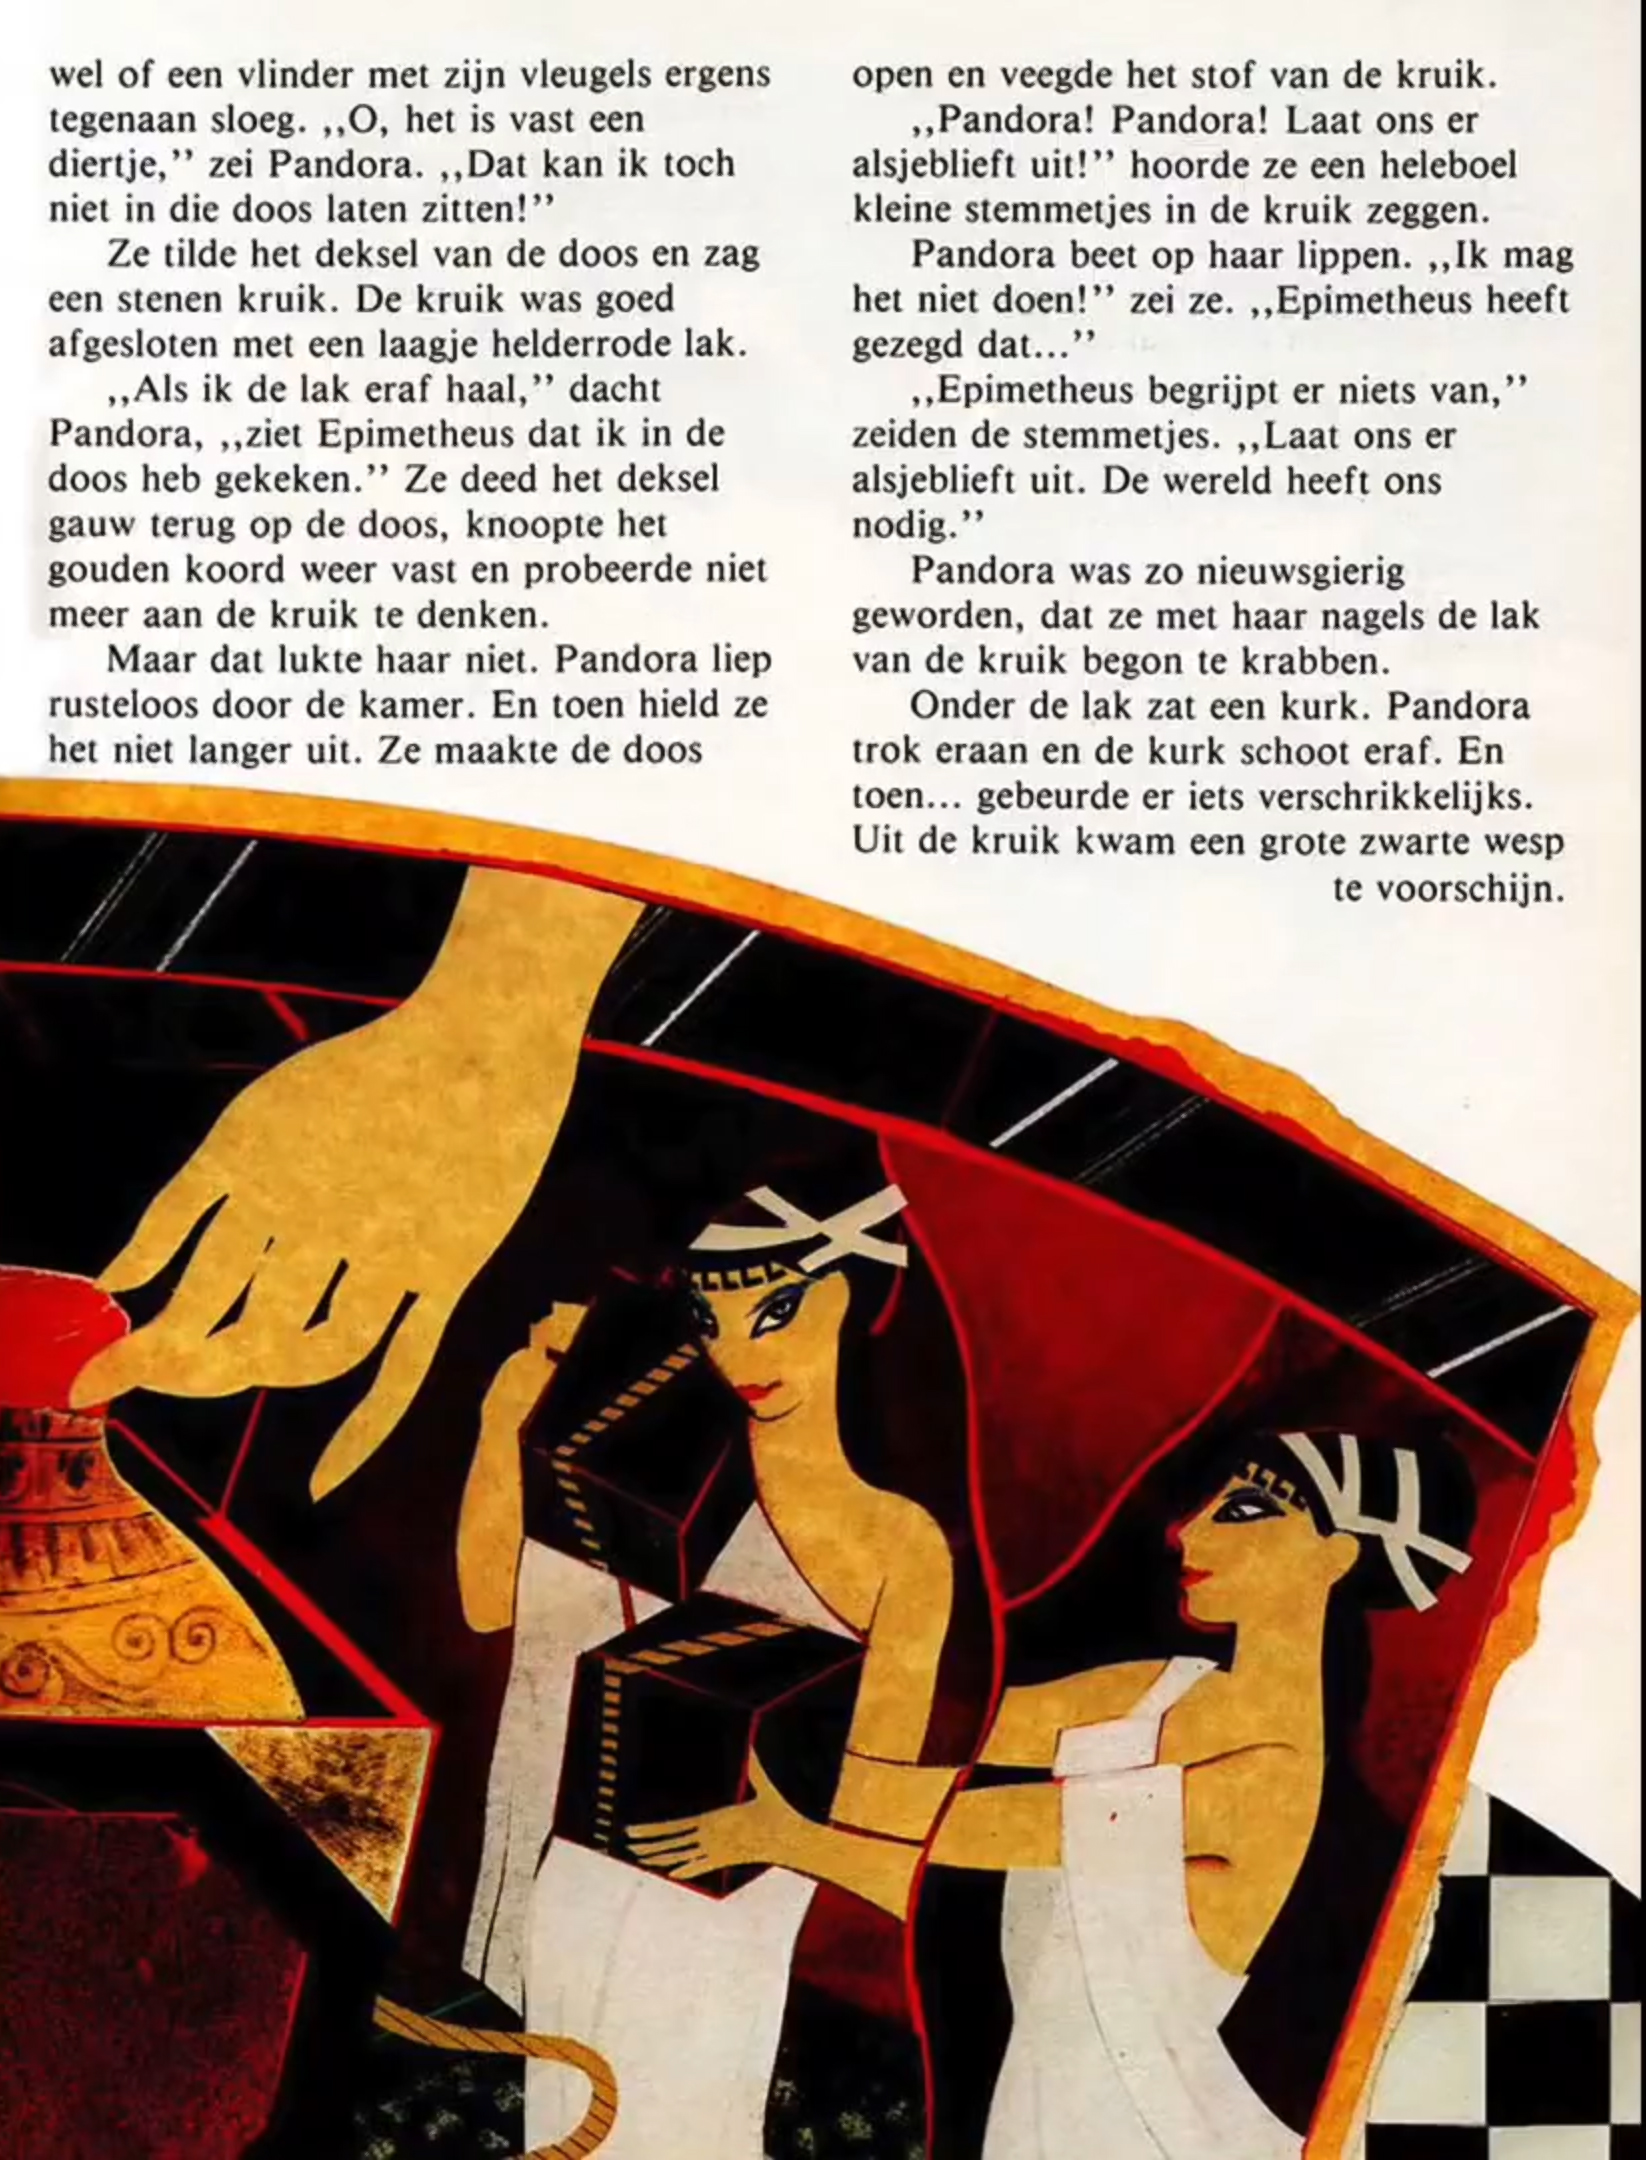 wel of een vlinder met zijn vleugels ergens
tegenaan sloeg. ,,O, het is vast een
diertje,’’ zei Pandora. ,,Dat kan ik toch
niet in die doos laten zitten!’’
Ze tilde het deksel van de doos en zag
een stenen kruik. De kruik was goed
afgesloten met een laagje helderrode lak.
,,Als ik de lak eraf haal,’’ dacht
Pandora, ,,ziet Epimetheus dat ik in de
doos heb gekeken.’’ Ze deed het deksel
gauw terug op de doos, knoopte het
gouden koord weer vast en probeerde niet
meer aan de kruik te denken.
Maar dat lukte haar niet. Pandora liep
rusteloos door de kamer. En toen hield ze
het niet langer uit. Ze maakte de doos
open en veegde het stof van de kruik.
,,Pandora! Pandora! Laat ons er
alsjeblieft uit!’’ hoorde ze een heleboel
kleine stemmetjes in de kruik zeggen.
Pandora beet op haar lippen. ,,Ik mag
het niet doen!’’ zei ze. ,,Epimetheus heeft
gezegd dat...’’
,,Epimetheus begrijpt er niets van,’’
zeiden de stemmetjes. ,,Laat ons er
alsjeblieft uit. De wereld heeft ons
nodig.’’
Pandora was zo nieuwsgierig
geworden, dat ze met haar nagels de lak
van de kruik begon te krabben.
Onder de lak zat een kurk. Pandora
trok eraan en de kurk schoot eraf. En
toen... gebeurde er iets verschrikkelijks.
Uit de kruik kwam een grote zwarte wesp
te voorschijn.